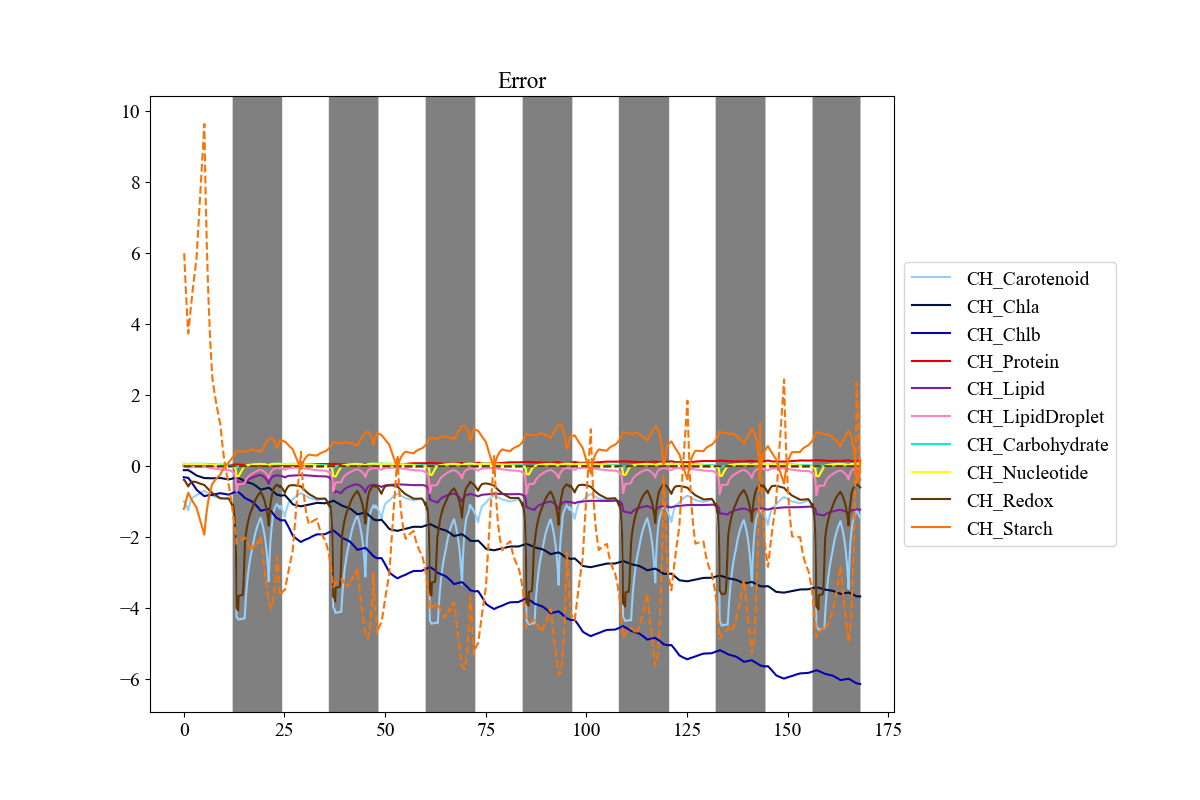 Error
10
8
6
4
2
0
−2
−4
−6
0 25 50 75 100 125 150 175
CH_Carotenoid
CH_Chla
CH_Chlb
CH_Protein
CH_Lipid
CH_LipidDroplet
CH_Carbohydrate
CH_Nucleotide
CH_Redox
CH_Starch